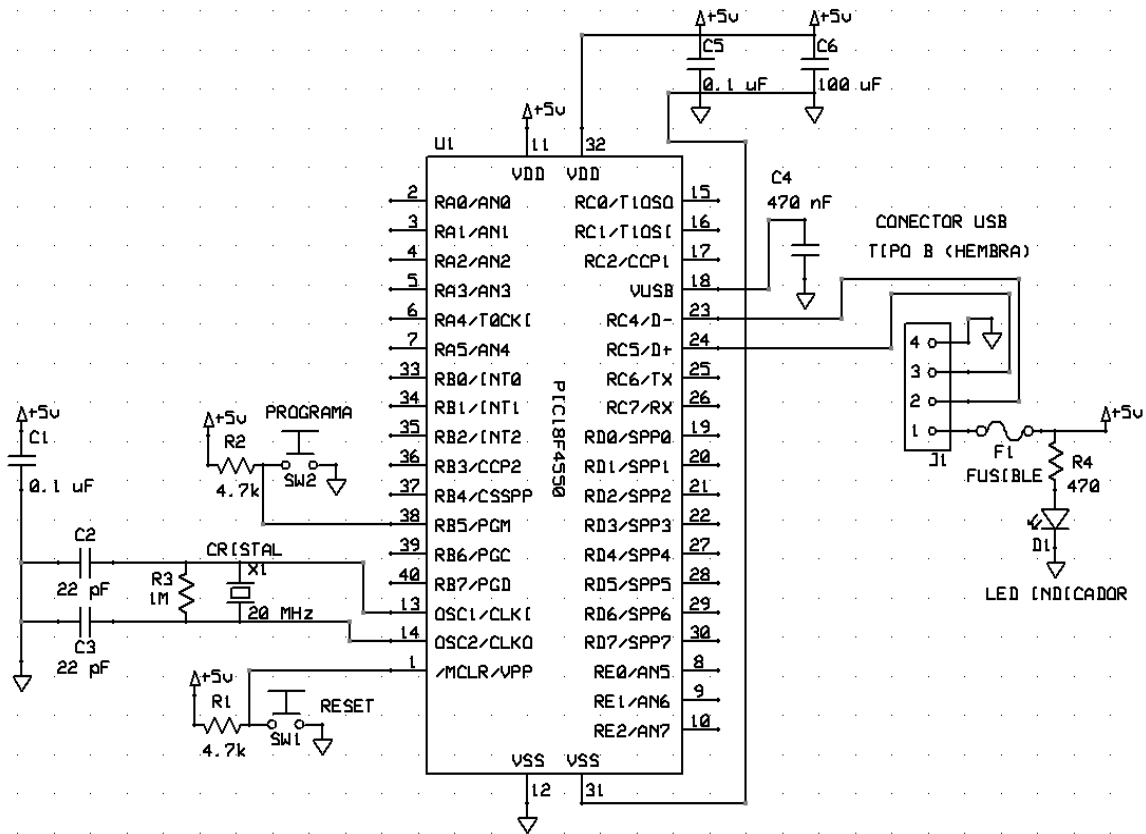 +5v
+5v
C5
C6
0.1 uF
100 uF
+5v
U1
11
32
VDD
VDD
2
RA0/AN0
3
RA1/AN1
4
RA2/AN2
5
RA3/AN3
6
RA4/T0CKI
7
RA5/AN4
33
RB0/INT0
34
RB1/INT1
35
RB2/INT2
36
RB3/CCP2
37
RB4/CSSPP
38
RB5/PGM
39
RB6/PGC
40
RB7/PGD
13
OSC1/CLKI
14
OSC2/CLKO
1
/MCLR/VPP
PIC18F4550
RC0/T1OSO
15
RC1/T1OSI
16
RC2/CCP1
17
VUSB
18
RC4/D-
23
RC5/D+
24
RC6/TX
25
RC7/RX
26
RD0/SPP0
19
RD1/SPP1
20
RD2/SPP2
21
RD3/SPP3
22
RD4/SPP4
27
RD5/SPP5
28
RD6/SPP6
29
RD7/SPP7
30
RE0/AN5
8
RE1/AN6
9
RE2/AN7
10
VSS
VSS
12
31
C4
470 nF
CONECTOR USB
TIPO B (HEMBRA)
4
3
2
1
J1
F1
FUSIBLE
+5v
R4
470
D1
LED INDICADOR
+5v
C1
0.1 uF
+5v
PROGRAMA
R2
4.7k
SW2
C2
22 pF
R3
1M
CRISTAL
X1
20 MHz
C3
22 pF
+5v
R1
4.7k
RESET
SW1